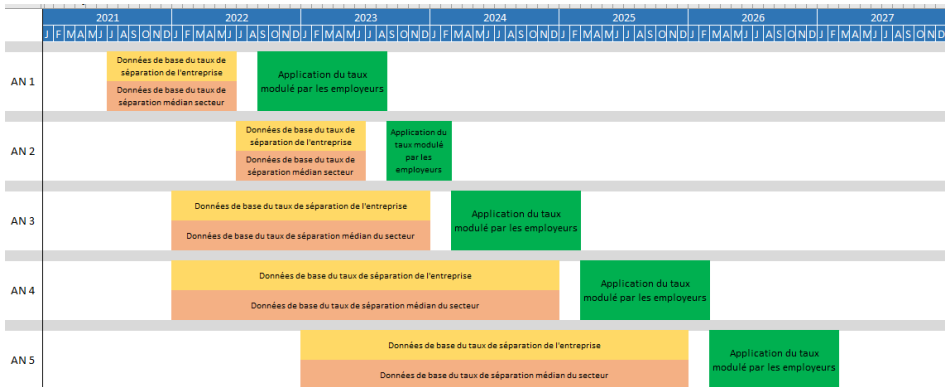 2021 2022 2023 2024 2025 2026 2027
J F M A M J J A S O N D J F M A M J J A S O N D J F M A M J J A S O N D J F M A M J J A S O N D J F M A M J J A S O N D J F M A M J J A S O N D J F M A M J J A S O N D
AN 1
Données de base du taux de
séparation de l'entreprise
Données de base du taux de
séparation médian secteur
Application du taux
modulé par les employeurs
AN 2
Données de base du taux de
séparation de l'entreprise
Données de base du taux de
séparation médian secteur
Application du
taux modulé
par les
employeurs
AN 3
Données de base du taux de séparation de l'entreprise
Données de base du taux de séparation médian du secteur
Application du taux
modulé par les employeurs
AN 4
Données de base du taux de séparation de l'entreprise
Données de base du taux de séparation médian du secteur
Application du taux
modulé par les employeurs
AN 5
Données de base du taux de séparation de l'entreprise
Données de base du taux de séparation médian du secteur
Application du taux
modulé par les employeurs